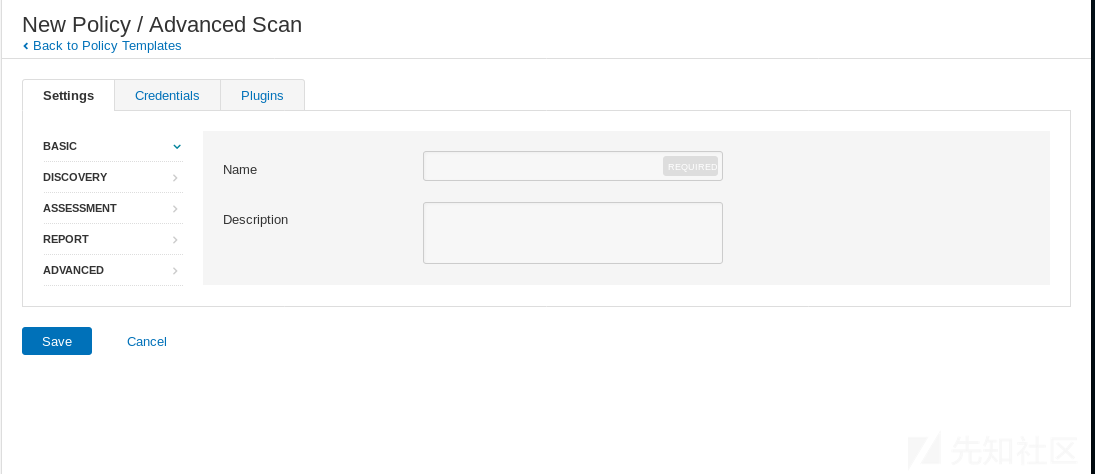 New Policy / Advanced Scan
Back to Policy Templates
Settings Credentials Plugins
BASIC
DISCOVERY
ASSESSMENT
REPORT
ADVANCED
Name REQUIRED
Description
Save Cancel
先知社区